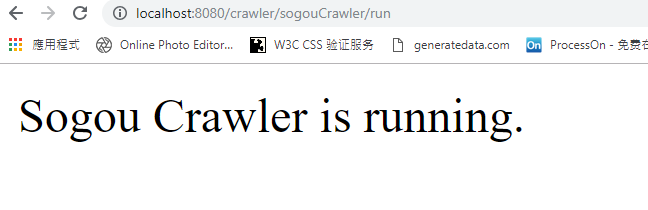 localhost:8080/crawler/sogouCrawler/run
應用程式 Online Photo Editor... W3C CSS 验证服务 generatedata.com On ProcessOn - 免费
Sogou Crawler is running.